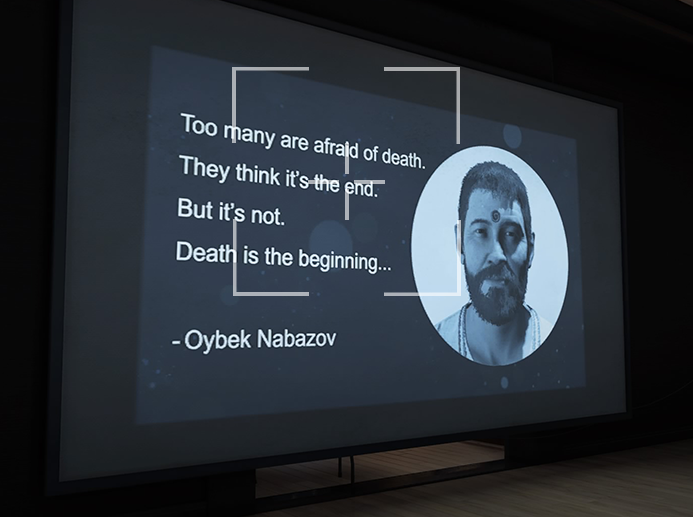 Too many are afraid of death.
They think it's the end.
But it's not.
Death is the beginning...
- Oybek Nabazov